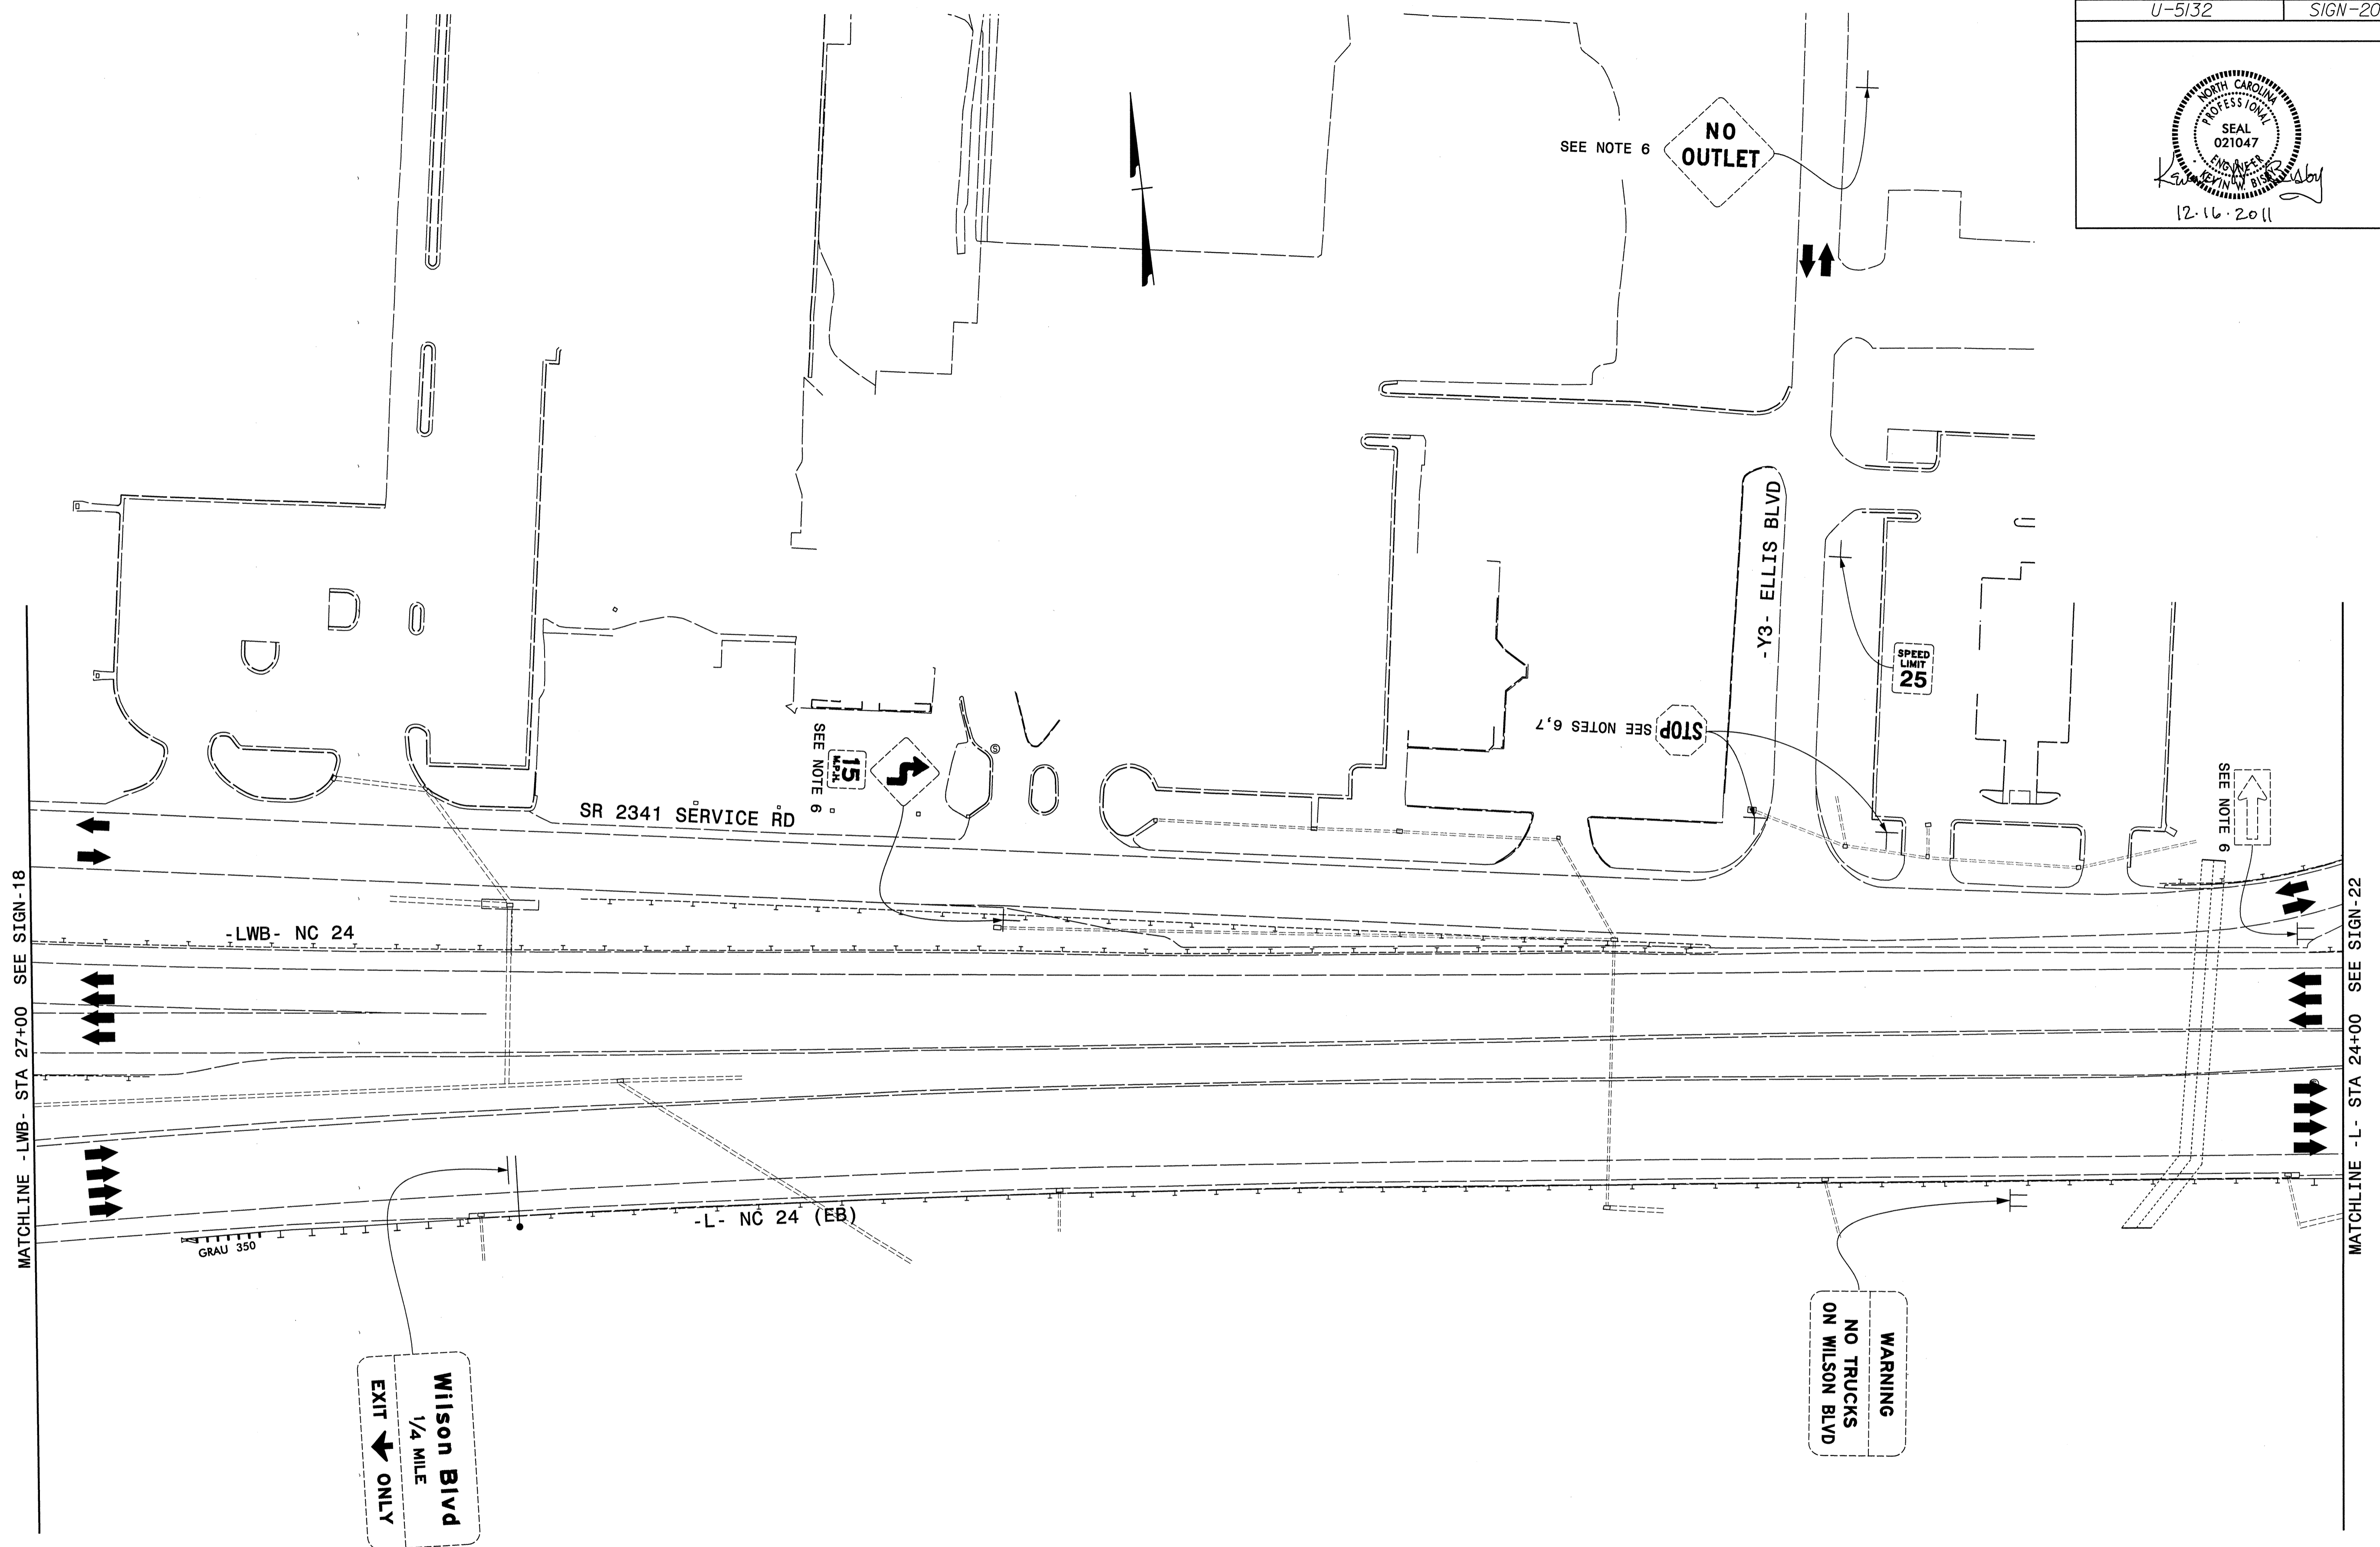 U-5132
SIGN-20
NORTH CAROLINA
PROFESSIONAL
SEAL
021047
ENGINEER
KEVIN W. BISBY
12.16.2011
SEE NOTE 6
NO
OUTLET
-Y3- ELLIS BLVD
SPEED
LIMIT
25
STOP
SEE NOTES 6,7
SEE NOTE 6
15
M.P.H.
SEE NOTE 6
SR 2341 SERVICE RD
-LWB- NC 24
-L- NC 24 (EB)
GRAU 350
MATCHLINE -LWB- STA 27+00 SEE SIGN-18
MATCHLINE -L- STA 24+00 SEE SIGN-22
Wilson Blvd
1/4 MILE
EXIT ONLY
WARNING
NO TRUCKS
ON WILSON BLVD
S